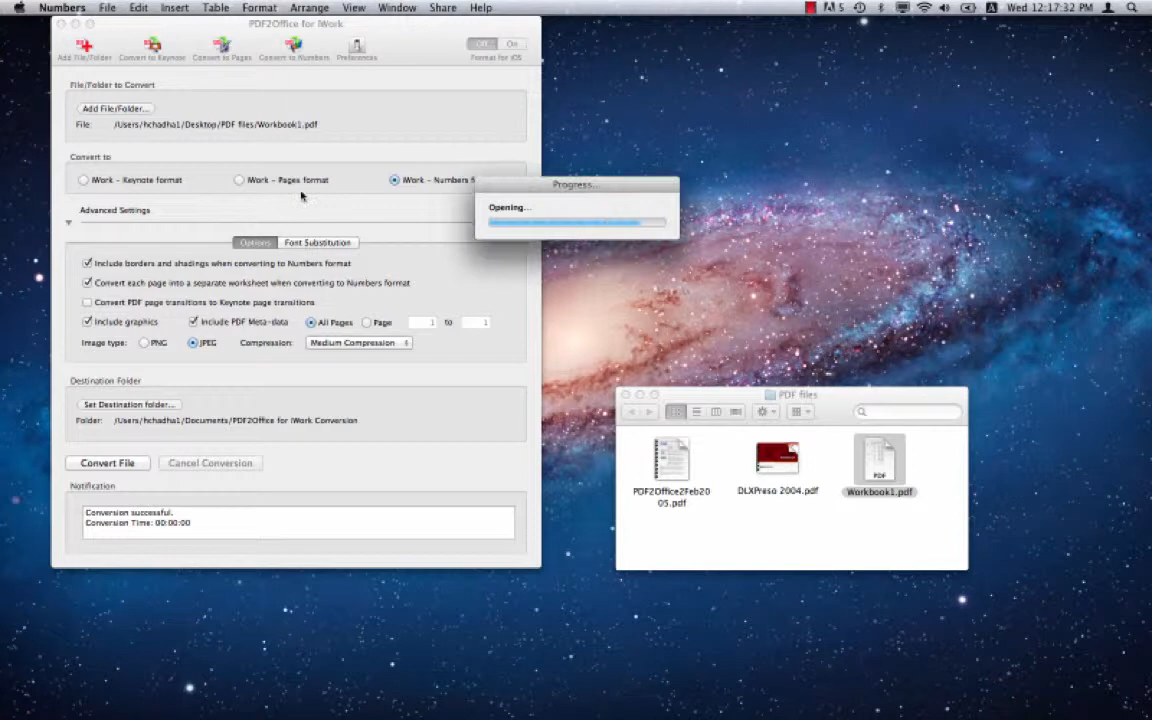 Numbers File Edit Insert Table Format Arrange View Window Share Help
A 5 A Wed 12:17:32 PM
PDF2Office for iWork
Add File/Folder Convert to Keynote Convert to Pages Convert to Numbers Preferences
Off On
Format for iOS
File/Folder to Convert
Add File/Folder...
File: /Users/hchadha1/Desktop/PDF files/Workbook1.pdf
Convert to
iWork - Keynote format iWork - Pages format iWork - Numbers f
Progress...
Opening...
Advanced Settings
Options Font Substitution
Include borders and shadings when converting to Numbers format
Convert each page into a separate worksheet when converting to Numbers format
Convert PDF page transitions to Keynote page transitions
Include graphics Include PDF Meta-data All Pages Page 1 to 1
Image type: PNG JPEG Compression: Medium Compression
Destination Folder
Set Destination folder...
Folder: /Users/hchadha1/Documents/PDF2Office for iWork Conversion
Convert File Cancel Conversion
Notification
Conversion successful.
Conversion Time: 00:00:00
PDF files
PDF
PDF2Office2Feb20
05.pdf
DLXPreso 2004.pdf
Workbook1.pdf